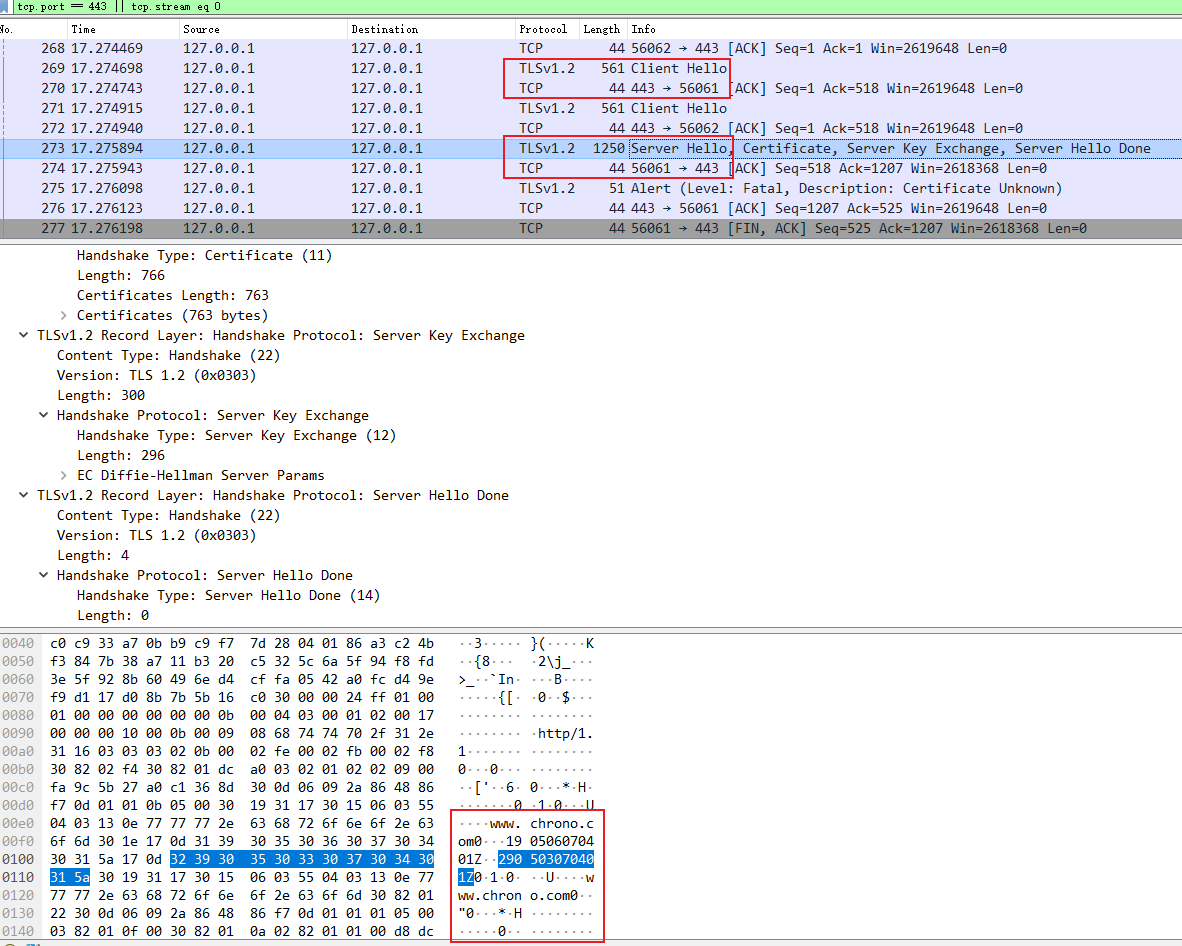 tcp.port == 443 || tcp.stream eq 0
No. Time Source Destination Protocol Length Info
268 17.274469 127.0.0.1 127.0.0.1 TCP 44 56062 → 443 [ACK] Seq=1 Ack=1 Win=2619648 Len=0
269 17.274698 127.0.0.1 127.0.0.1 TLSv1.2 561 Client Hello
270 17.274743 127.0.0.1 127.0.0.1 TCP 44 443 → 56061 [ACK] Seq=1 Ack=518 Win=2619648 Len=0
271 17.274915 127.0.0.1 127.0.0.1 TLSv1.2 561 Client Hello
272 17.274940 127.0.0.1 127.0.0.1 TCP 44 443 → 56062 [ACK] Seq=1 Ack=518 Win=2619648 Len=0
273 17.275894 127.0.0.1 127.0.0.1 TLSv1.2 1250 Server Hello, Certificate, Server Key Exchange, Server Hello Done
274 17.275943 127.0.0.1 127.0.0.1 TCP 44 56061 → 443 [ACK] Seq=518 Ack=1207 Win=2618368 Len=0
275 17.276098 127.0.0.1 127.0.0.1 TLSv1.2 51 Alert (Level: Fatal, Description: Certificate Unknown)
276 17.276123 127.0.0.1 127.0.0.1 TCP 44 443 → 56061 [ACK] Seq=1207 Ack=525 Win=2619648 Len=0
277 17.276198 127.0.0.1 127.0.0.1 TCP 44 56061 → 443 [FIN, ACK] Seq=525 Ack=1207 Win=2618368 Len=0
Handshake Type: Certificate (11)
Length: 766
Certificates Length: 763
Certificates (763 bytes)
TLSv1.2 Record Layer: Handshake Protocol: Server Key Exchange
Content Type: Handshake (22)
Version: TLS 1.2 (0x0303)
Length: 300
Handshake Protocol: Server Key Exchange
Handshake Type: Server Key Exchange (12)
Length: 296
EC Diffie-Hellman Server Params
TLSv1.2 Record Layer: Handshake Protocol: Server Hello Done
Content Type: Handshake (22)
Version: TLS 1.2 (0x0303)
Length: 4
Handshake Protocol: Server Hello Done
Handshake Type: Server Hello Done (14)
Length: 0
0040 c0 c9 33 a7 0b b9 c9 f7 7d 28 04 01 86 a3 c2 4b ··3····· }(·····K
0050 f3 84 7b 38 a7 11 b3 20 c5 32 5c 6a 5f 94 f8 fd ··{8··· ·2\j_···
0060 3e 5f 92 8b 60 49 6e d4 cf fa 05 42 a0 fc d4 9e >_··`In· ···B····
0070 f9 d1 17 d0 8b 7b 5b 16 c0 30 00 00 24 ff 01 00 ·····{[· ·0··$···
0080 01 00 00 00 00 00 00 0b 00 04 03 00 01 02 00 17 ········ ········
0090 00 00 00 10 00 0b 00 09 08 68 74 74 70 2f 31 2e ········ ·http/1.
00a0 31 16 03 03 03 02 0b 00 02 fe 00 02 fb 00 02 f8 1······· ········
00b0 30 82 02 f4 30 82 01 dc a0 03 02 01 02 02 09 00 0···0··· ········
00c0 fa 9c 5b 27 a0 c1 36 8d 30 0d 06 09 2a 86 48 86 ··['··6· 0···*·H·
00d0 f7 0d 01 01 0b 05 00 30 19 31 17 30 15 06 03 55 ·······0 ·1·0···U
00e0 04 03 13 0e 77 77 77 2e 63 68 72 6f 6e 6f 2e 63 ····www. chrono.c
00f0 6f 6d 30 1e 17 0d 31 39 30 35 30 36 30 37 30 34 om0···19 05060704
0100 30 31 5a 17 0d 32 39 30 35 30 33 30 37 30 34 30 01Z··290 50307040
0110 31 5a 30 19 31 17 30 15 06 03 55 04 03 13 0e 77 1Z0·1·0· ··U····w
0120 77 77 2e 63 68 72 6f 6e 6f 2e 63 6f 6d 30 82 01 ww.chron o.com0··
0130 22 30 0d 06 09 2a 86 48 86 f7 0d 01 01 01 05 00 "0···*·H ········
0140 03 82 01 0f 00 30 82 01 0a 02 82 01 01 00 d8 dc ·····0·· ········